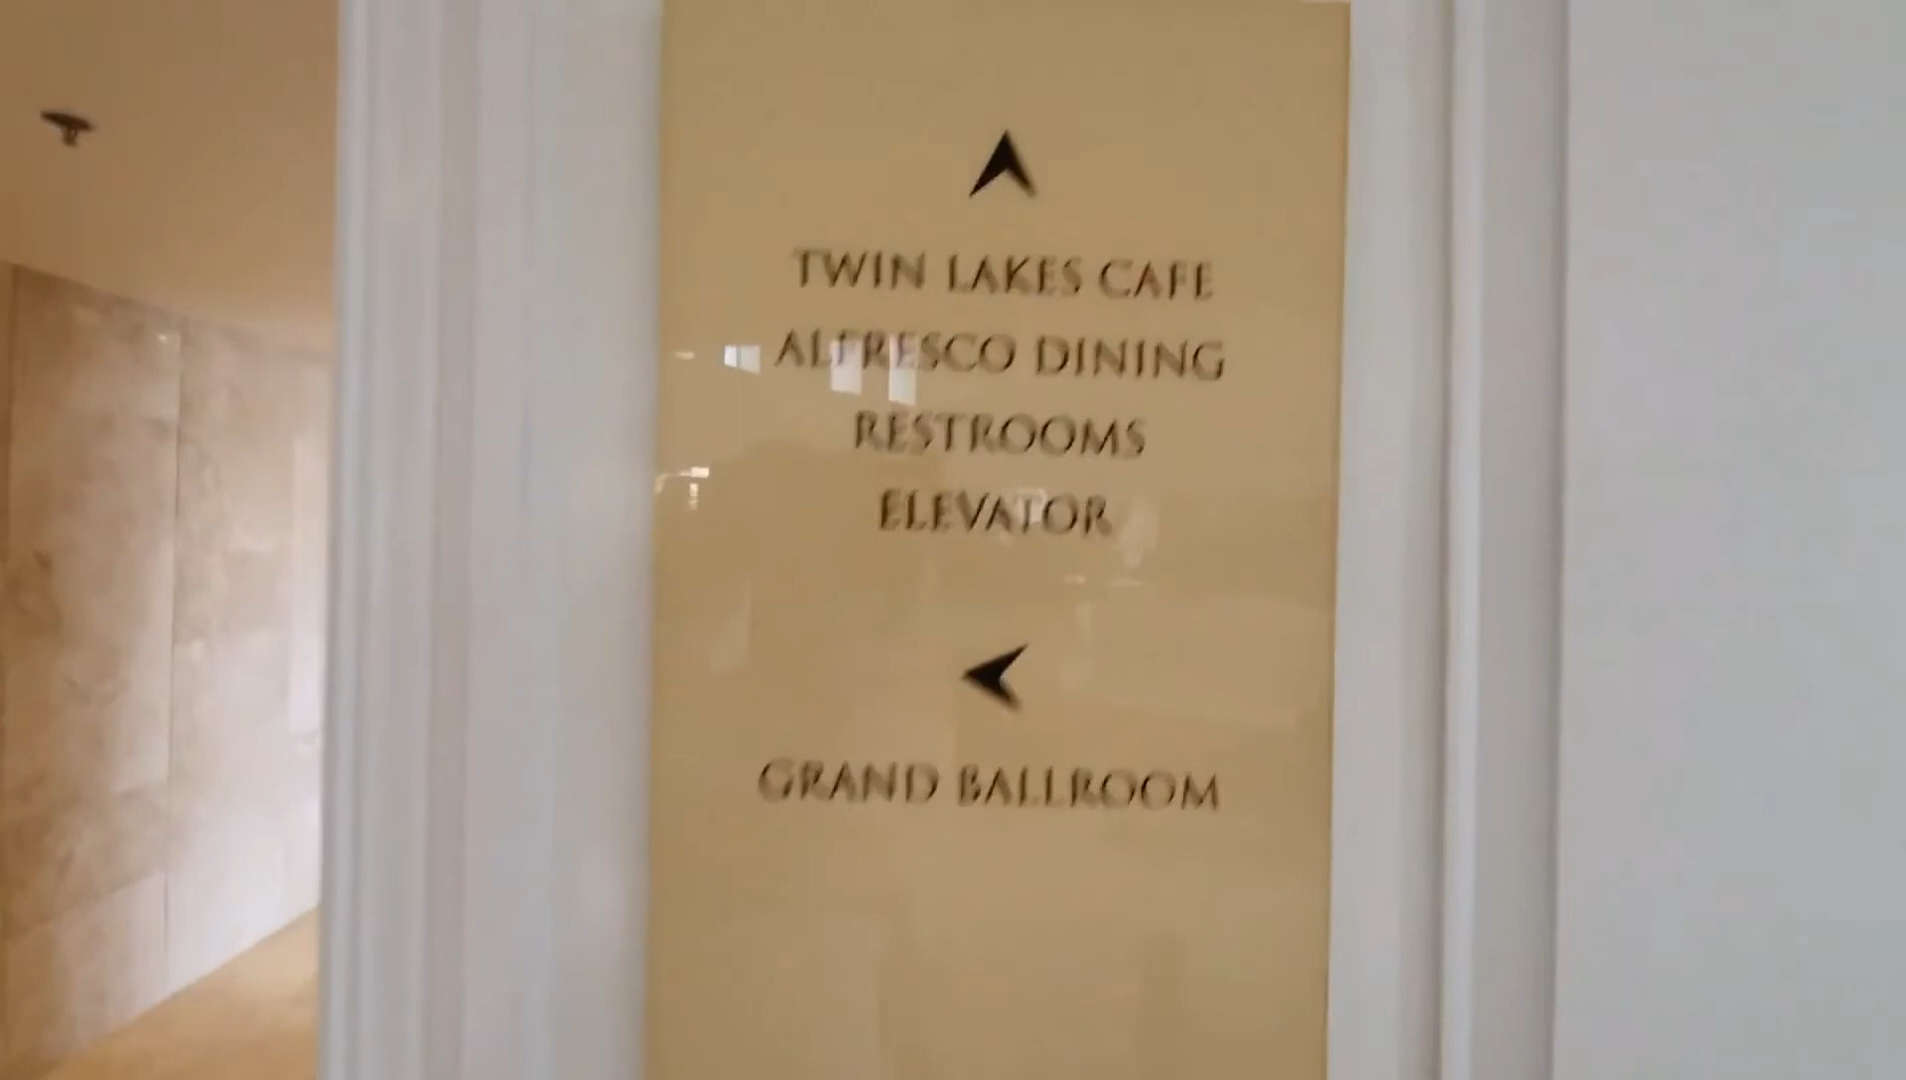 TWIN LAKES CAFE
ALFRESCO DINING
RESTROOMS
ELEVATOR
GRAND BALLROOM